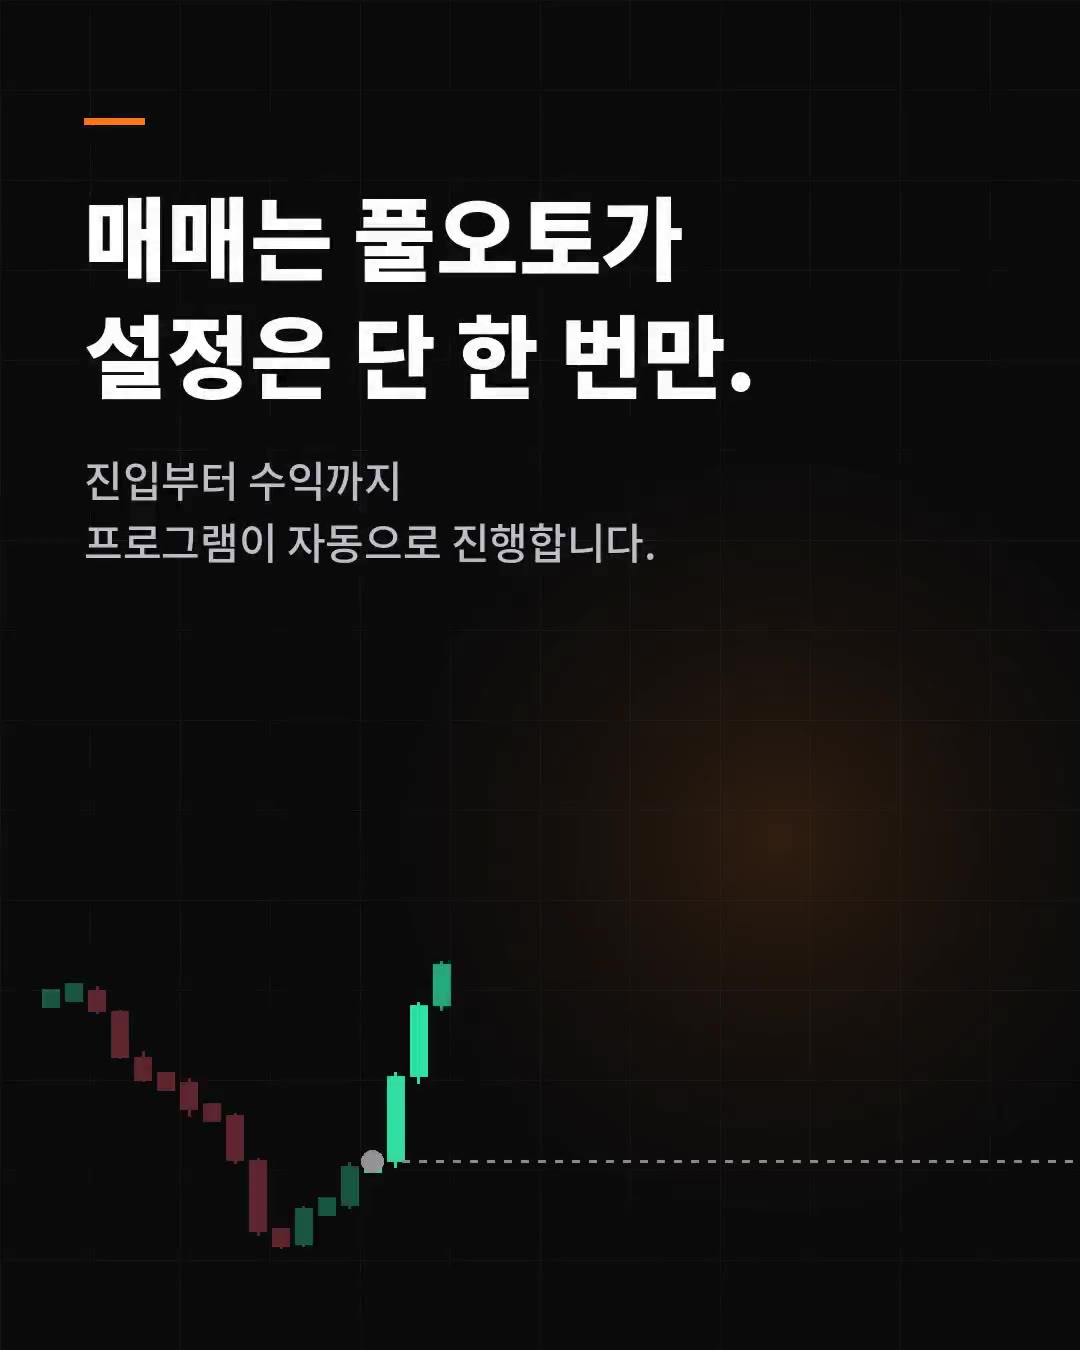 매매는 풀오토가
설정은 단 한 번만.
진입부터 수익까지
프로그램이 자동으로 진행합니다.